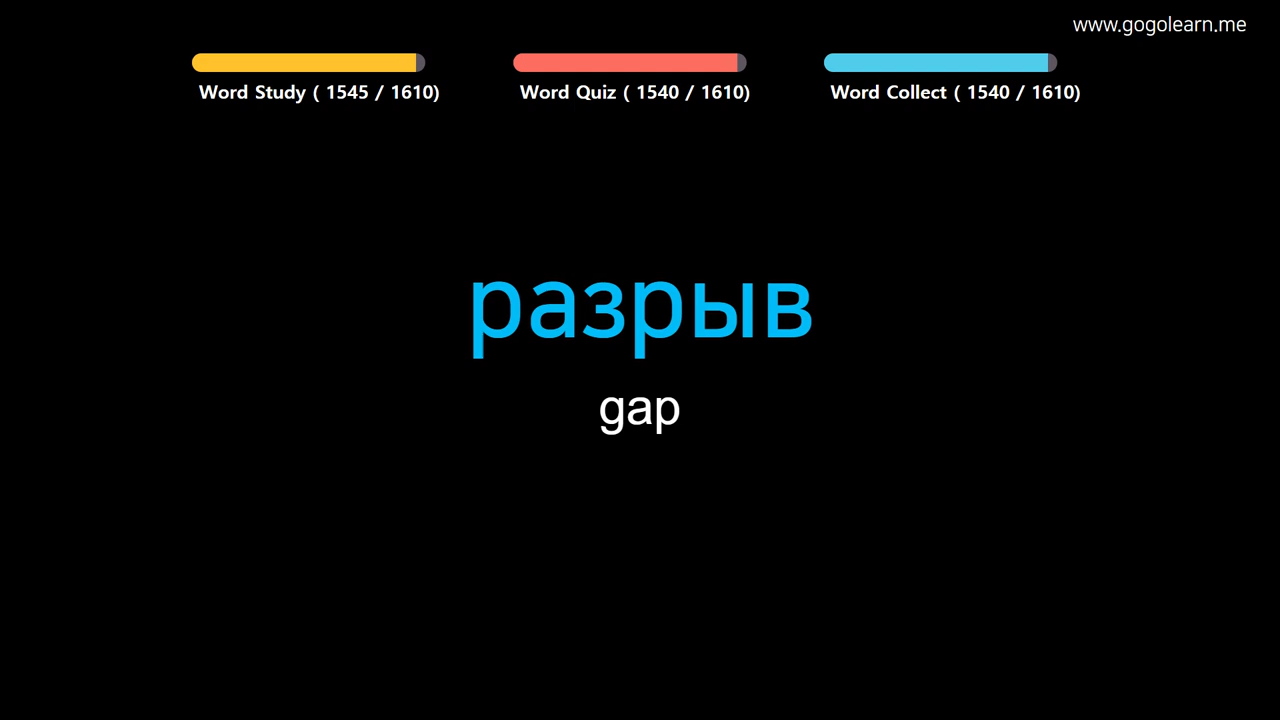 www.gogolearn.me
Word Study ( 1545 / 1610)
Word Quiz ( 1540 / 1610)
Word Collect ( 1540 / 1610)
разрыв
gap